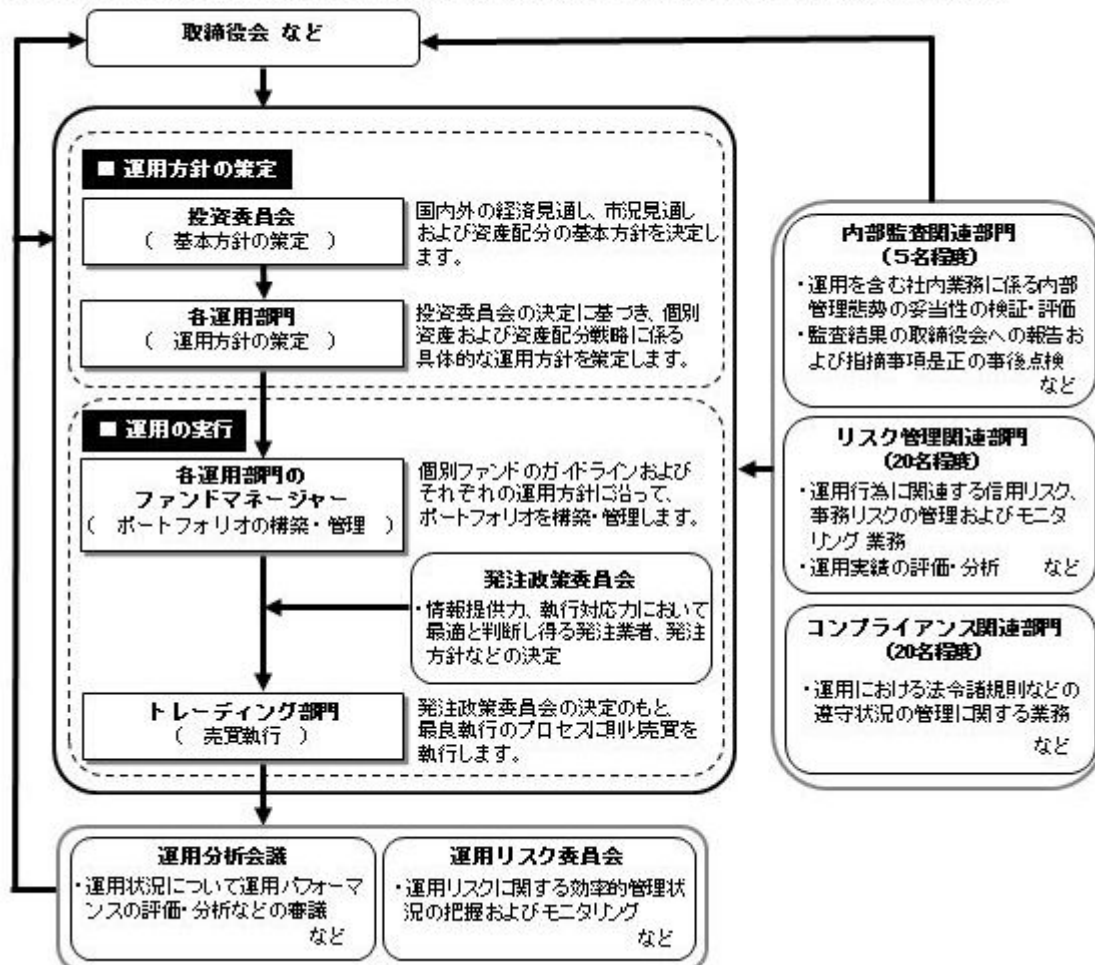 取締役会 など
■ 運用方針の策定
投資委員会
( 基本方針の策定 )
国内外の経済見通し、市況見通し
および資産配分の基本方針を決定し
ます。
各運用部門
( 運用方針の策定 )
投資委員会の決定に基づき、個別
資産および資産配分戦略に係る
具体的な運用方針を策定します。
■ 運用の実行
各運用部門の
ファンドマネージャー
( ポートフォリオの構築・管理 )
個別ファンドのガイドラインおよび
それぞれの運用方針に沿って、
ポートフォリオを構築・管理します。
発注政策委員会
・情報提供力、執行対応力において
最適と判断し得る発注業者、発注
方針などの決定
トレーディング部門
( 売買執行 )
発注政策委員会の決定のもと、
最良執行のプロセスに則り売買を
執行します。
運用分析会議
・運用状況について運用パフォーマ
ンスの評価・分析などの審議
など
運用リスク委員会
・運用リスクに関する効率的管理状
況の把握およびモニタリング
など
内部監査関連部門
(5名程度)
・運用を含む社内業務に係る内部
管理態勢の妥当性の検証・評価
・監査結果の取締役会への報告お
よび指摘事項是正の事後点検
など
リスク管理関連部門
(20名程度)
・運用行為に関連する信用リスク、
事務リスクの管理およびモニタ
リング 業務
・運用実績の評価・分析 など
コンプライアンス関連部門
(20名程度)
・運用における法令諸規則などの
遵守状況の管理に関する業務
など